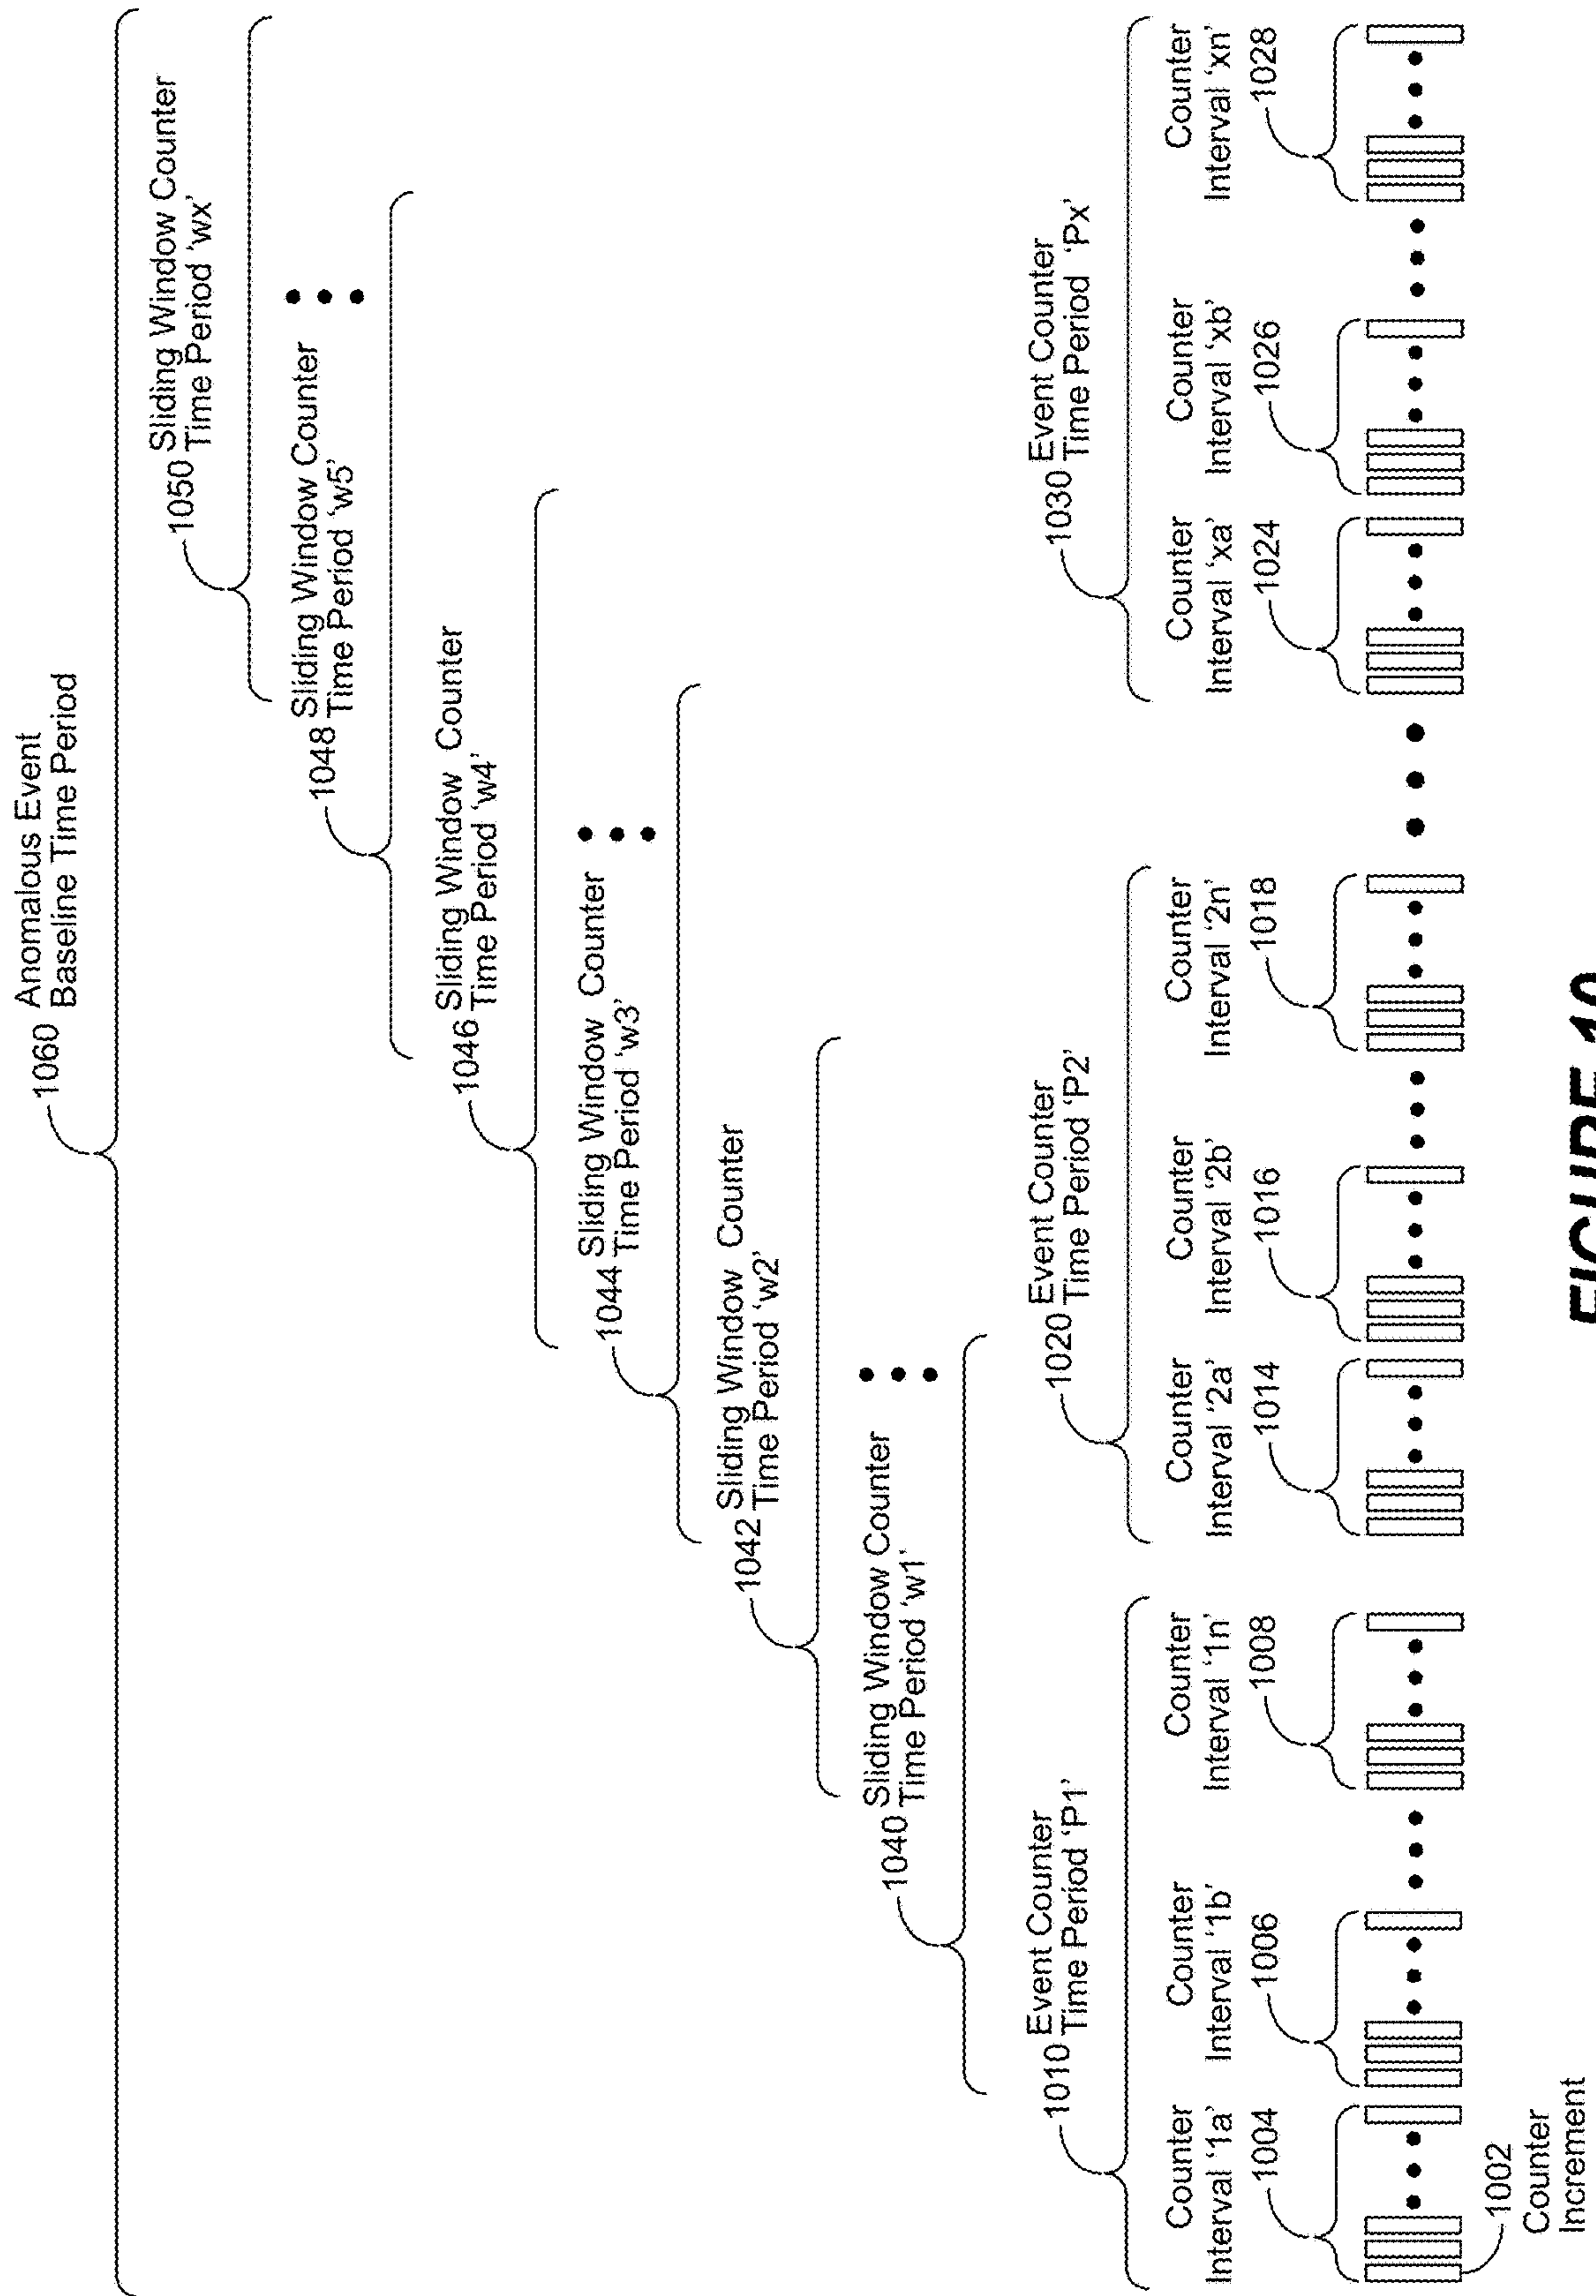 1060 Anomalous Event
Baseline Time Period
1050 Sliding Window Counter
Time Period ‘wx’
1048 Sliding Window Counter
Time Period ‘w5’
1046 Sliding Window Counter
Time Period ‘w4’
1044 Sliding Window Counter
Time Period ‘w3’
1042 Sliding Window Counter
Time Period ‘w2’
1040 Sliding Window Counter
Time Period ‘w1’
1010 Event Counter
Time Period ‘P1’
1020 Event Counter
Time Period ‘P2’
1030 Event Counter
Time Period ‘Px’
Counter
Interval ‘1a’
1004
Counter
Interval ‘1b’
1006
Counter
Interval ‘1n’
1008
Counter
Interval ‘2a’
1014
Counter
Interval ‘2b’
1016
Counter
Interval ‘2n’
1018
Counter
Interval ‘xa’
1024
Counter
Interval ‘xb’
1026
Counter
Interval ‘xn’
1028
1002
Counter
Increment
FIGURE 10